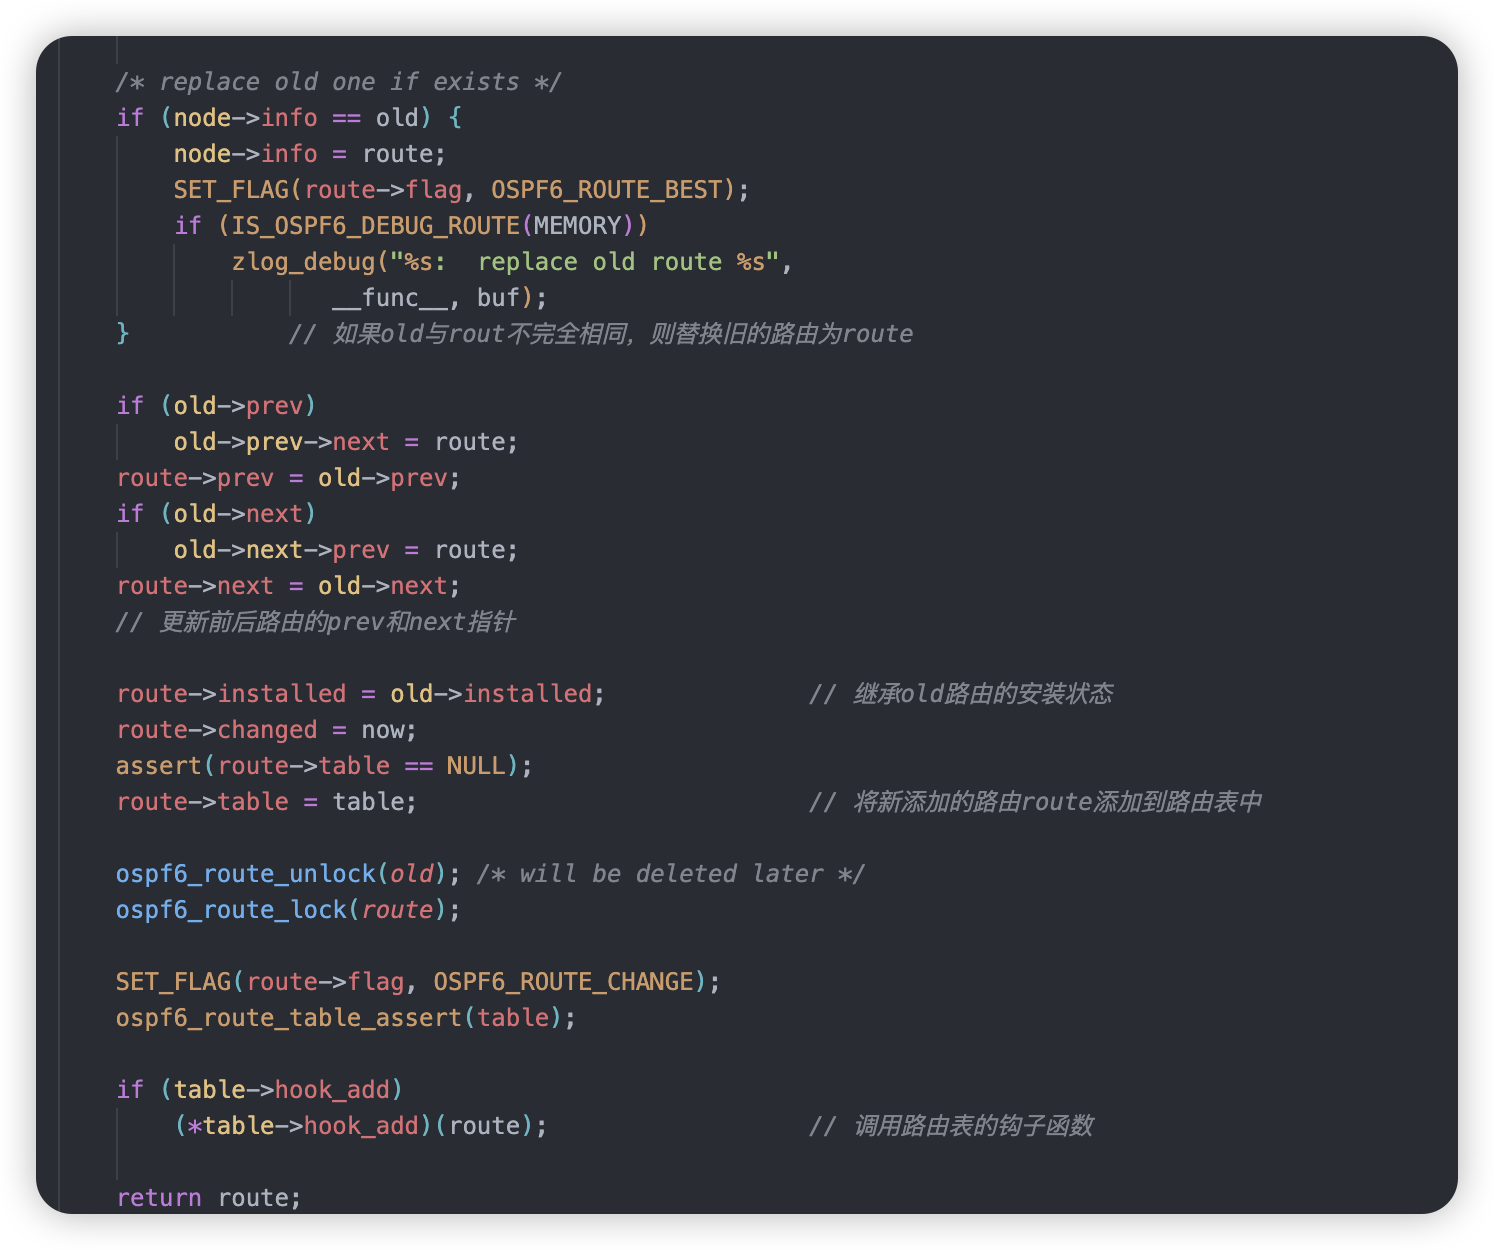 /* replace old one if exists */
if (node->info == old) {
    node->info = route;
    SET_FLAG(route->flag, OSPF6_ROUTE_BEST);
    if (IS_OSPF6_DEBUG_ROUTE(MEMORY))
        zlog_debug("%s:  replace old route %s",
               __func__, buf);
}           // 如果old与rout不完全相同，则替换旧的路由为route
if (old->prev)
    old->prev->next = route;
route->prev = old->prev;
if (old->next)
    old->next->prev = route;
route->next = old->next;
// 更新前后路由的prev和next指针
route->installed = old->installed;              // 继承old路由的安装状态
route->changed = now;
assert(route->table == NULL);
route->table = table;                           // 将新添加的路由route添加到路由表中
ospf6_route_unlock(old); /* will be deleted later */
ospf6_route_lock(route);
SET_FLAG(route->flag, OSPF6_ROUTE_CHANGE);
ospf6_route_table_assert(table);
if (table->hook_add)
    (*table->hook_add)(route);                  // 调用路由表的钩子函数
return route;